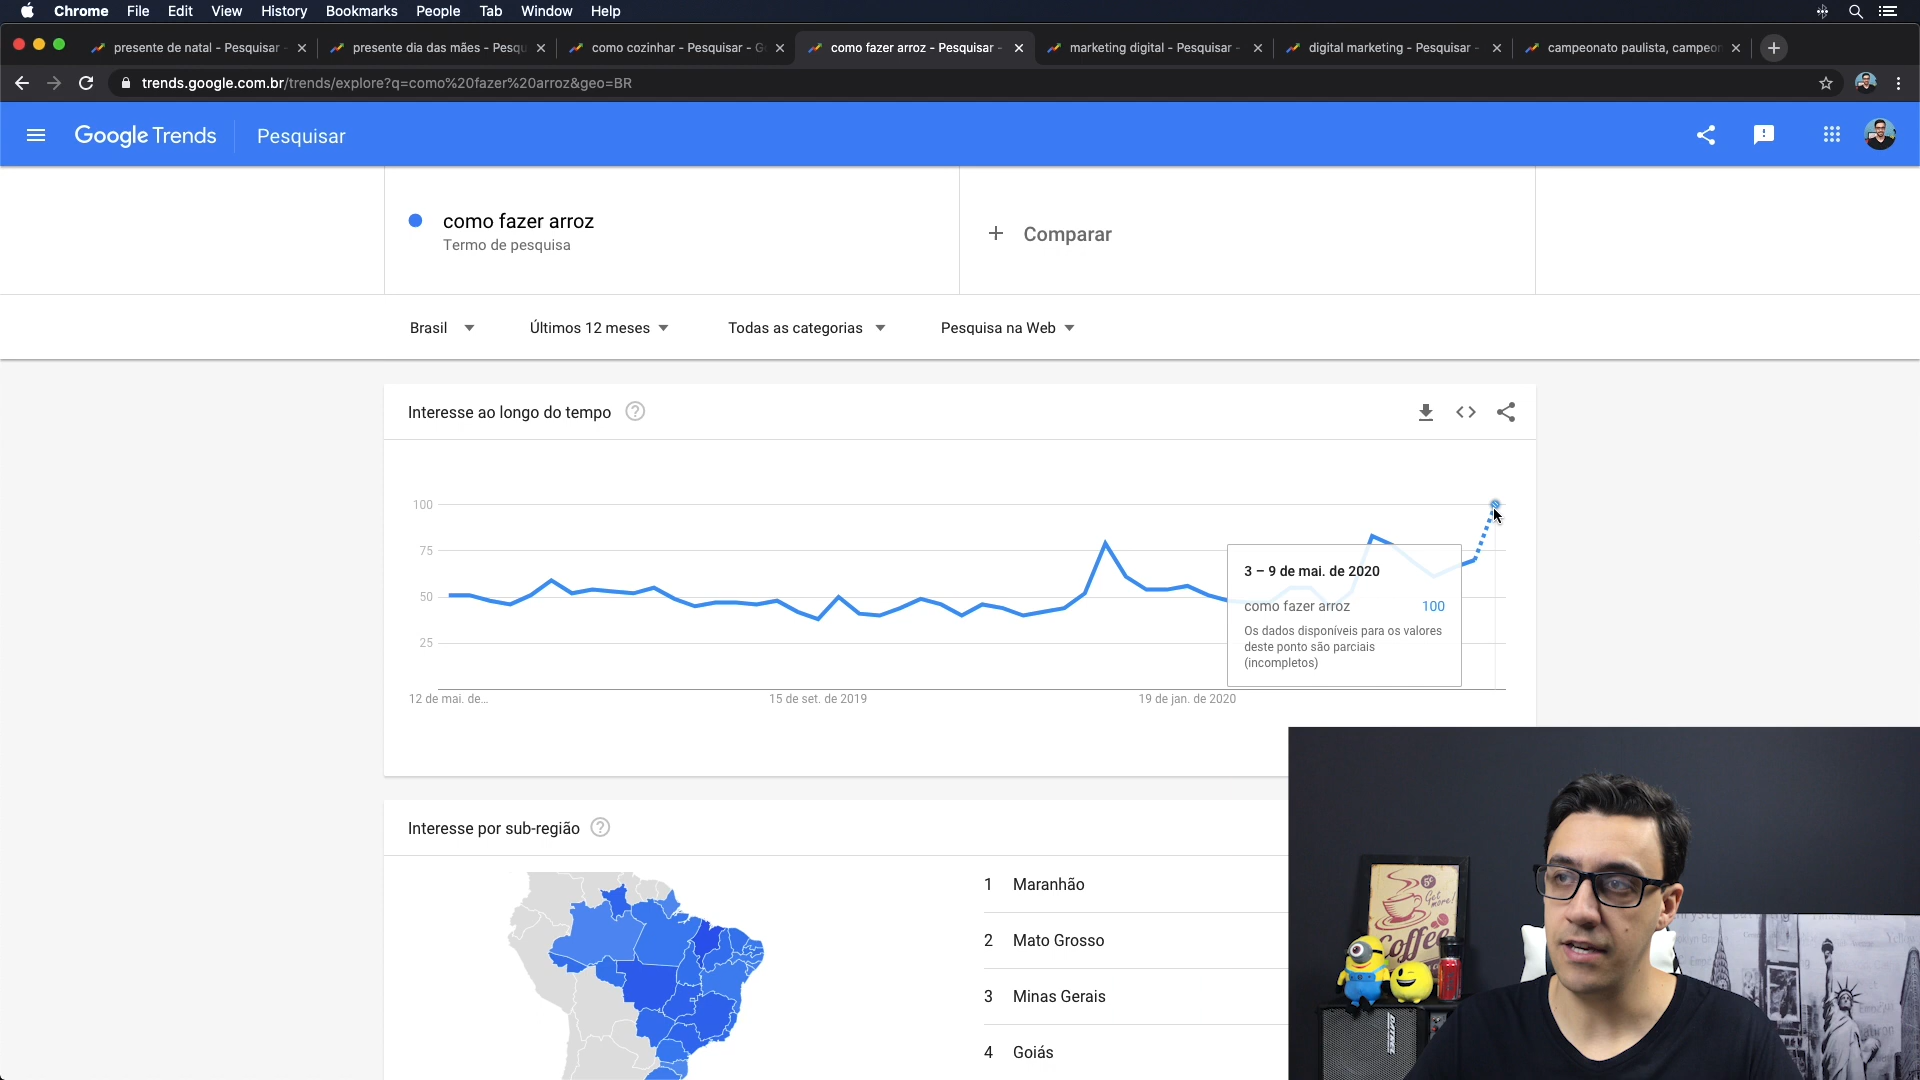 Chrome File Edit View History Bookmarks People Tab Window Help
presente de natal - Pesquisar - presente dia das mães - Pesqu como cozinhar - Pesquisar - G como fazer arroz - Pesquisar - marketing digital - Pesquisar - digital marketing - Pesquisar - campeonato paulista, campeon
trends.google.com.br/trends/explore?q=como%20fazer%20arroz&geo=BR
Google Trends Pesquisar
como fazer arroz
Termo de pesquisa
+ Comparar
Brasil Últimos 12 meses Todas as categorias Pesquisa na Web
Interesse ao longo do tempo ?
100
75
50
25
3 – 9 de mai. de 2020
como fazer arroz 100
Os dados disponíveis para os valores
deste ponto são parciais
(incompletos)
12 de mai. de... 15 de set. de 2019 19 de jan. de 2020
Interesse por sub-região ?
1 Maranhão
2 Mato Grosso
3 Minas Gerais
4 Goiás
5¢
Get
more!
Coffee